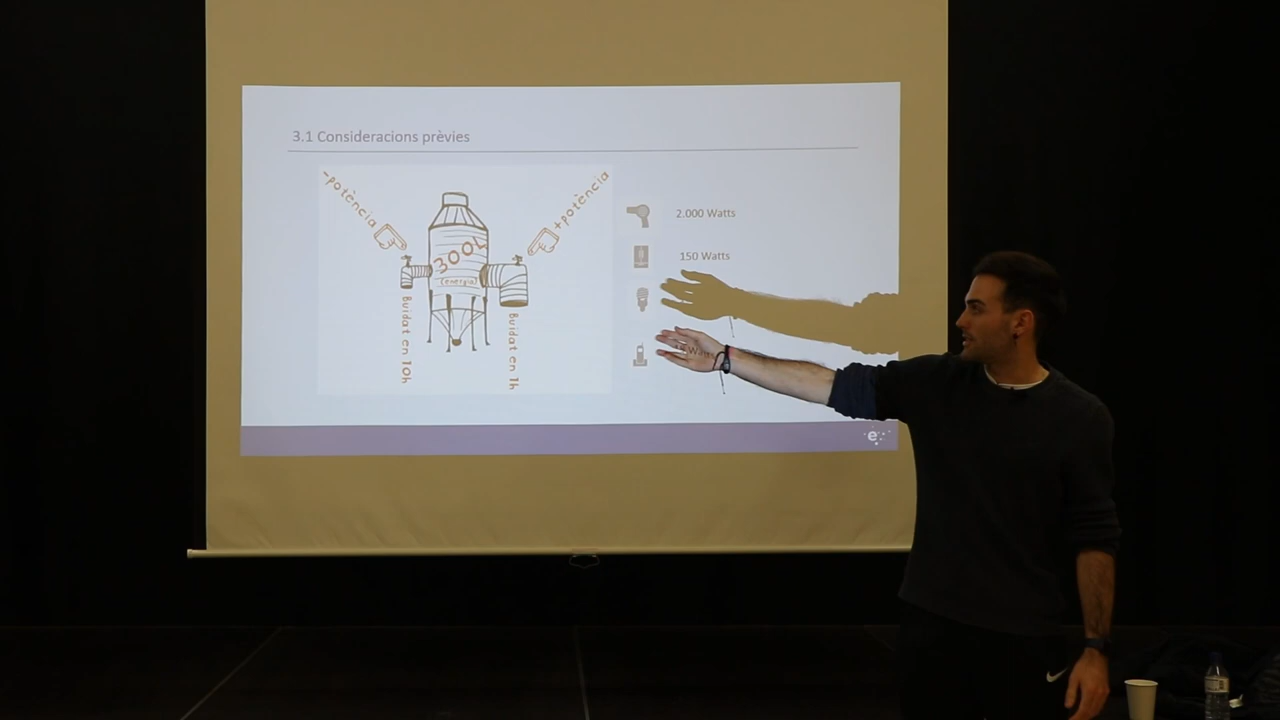 3.1 Consideracions prèvies
-potència
+potència
300L
(energia)
Buidat en 10h
Buidat en 1h
2.000 Watts
150 Watts
Watts
e